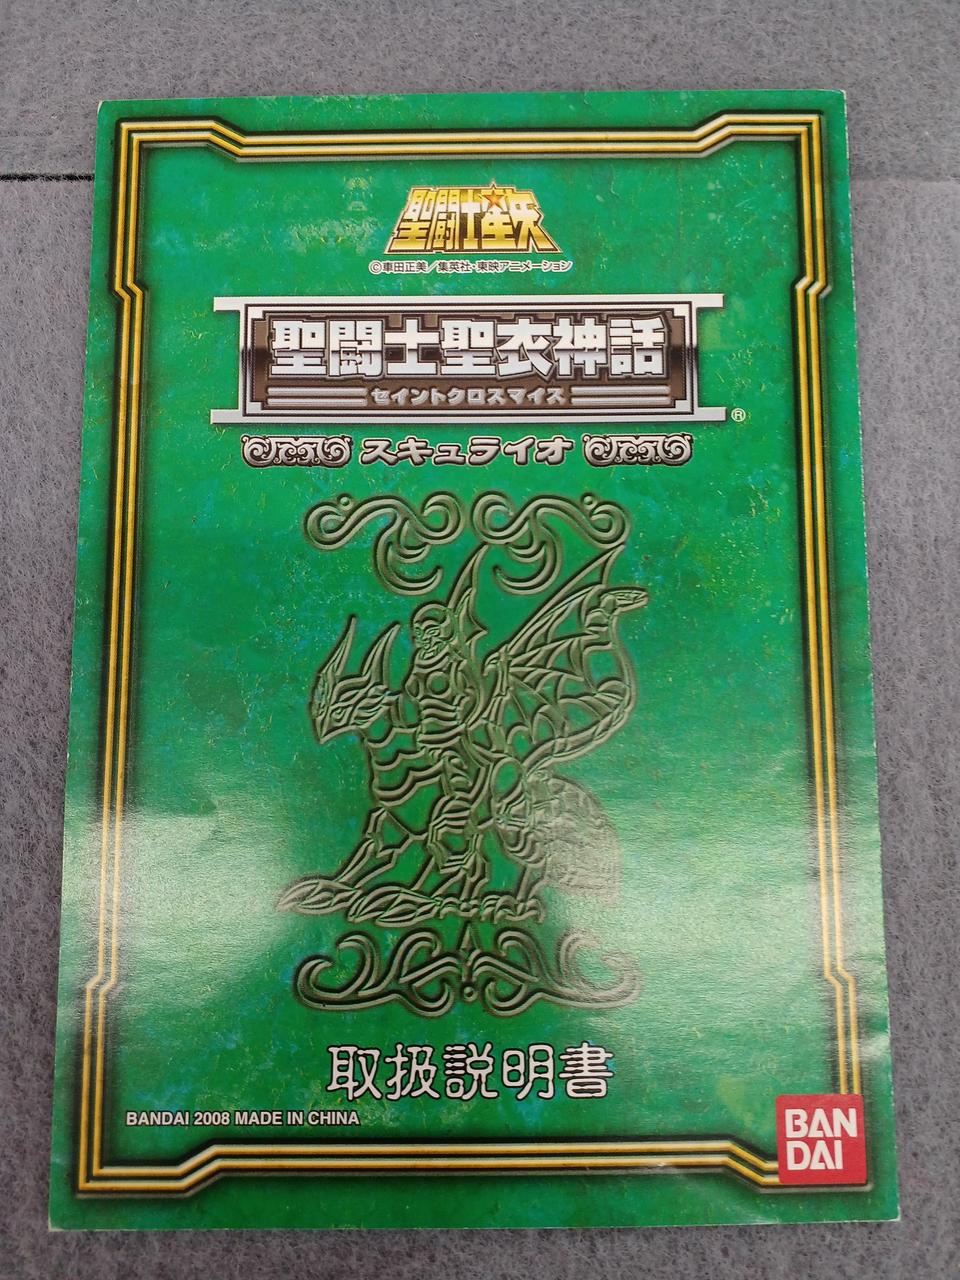 聖闘士星矢
©車田正美／集英社・東映アニメーション
聖闘士聖衣神話
セイントクロスマイス
®
スキュライオ
取扱説明書
BANDAI 2008 MADE IN CHINA
BAN
DAI